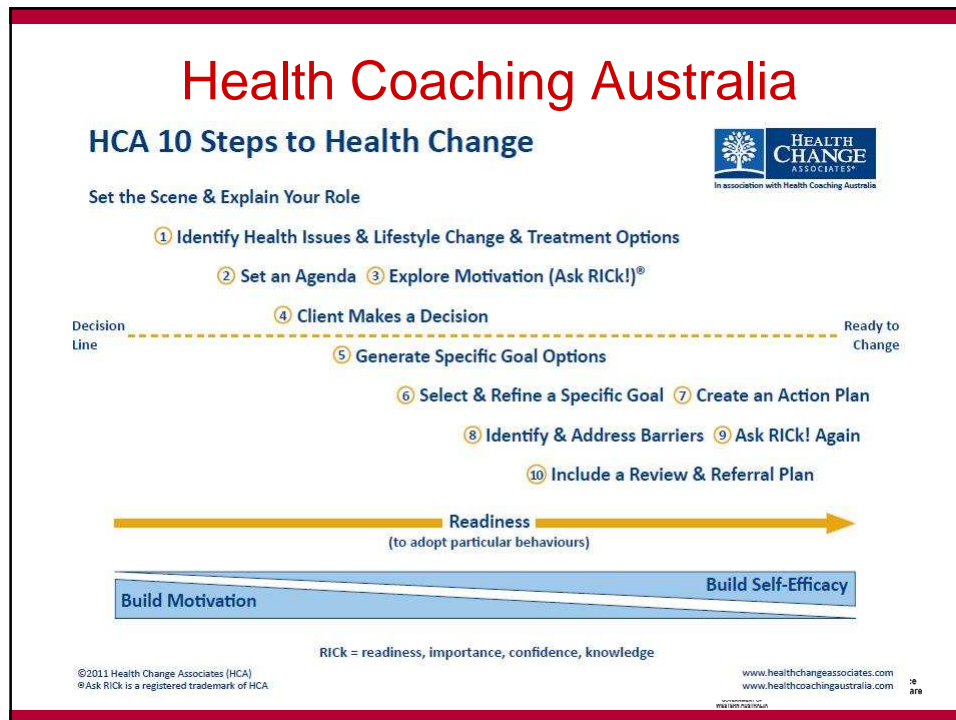 Health Coaching Australia
HCA 10 Steps to Health Change
HEALTH
CHANGE
ASSOCIATES®
In association with Health Coaching Australia
Set the Scene & Explain Your Role
1 Identify Health Issues & Lifestyle Change & Treatment Options
2 Set an Agenda 3 Explore Motivation (Ask RICk!)®
4 Client Makes a Decision
Decision
Line
Ready to
Change
5 Generate Specific Goal Options
6 Select & Refine a Specific Goal 7 Create an Action Plan
8 Identify & Address Barriers 9 Ask RICk! Again
10 Include a Review & Referral Plan
Readiness
(to adopt particular behaviours)
Build Self-Efficacy
Build Motivation
RICk = readiness, importance, confidence, knowledge
©2011 Health Change Associates (HCA)
®Ask RICk is a registered trademark of HCA
www.healthchangeassociates.com
www.healthcoachingaustralia.com
WESTERN AUSTRALIA